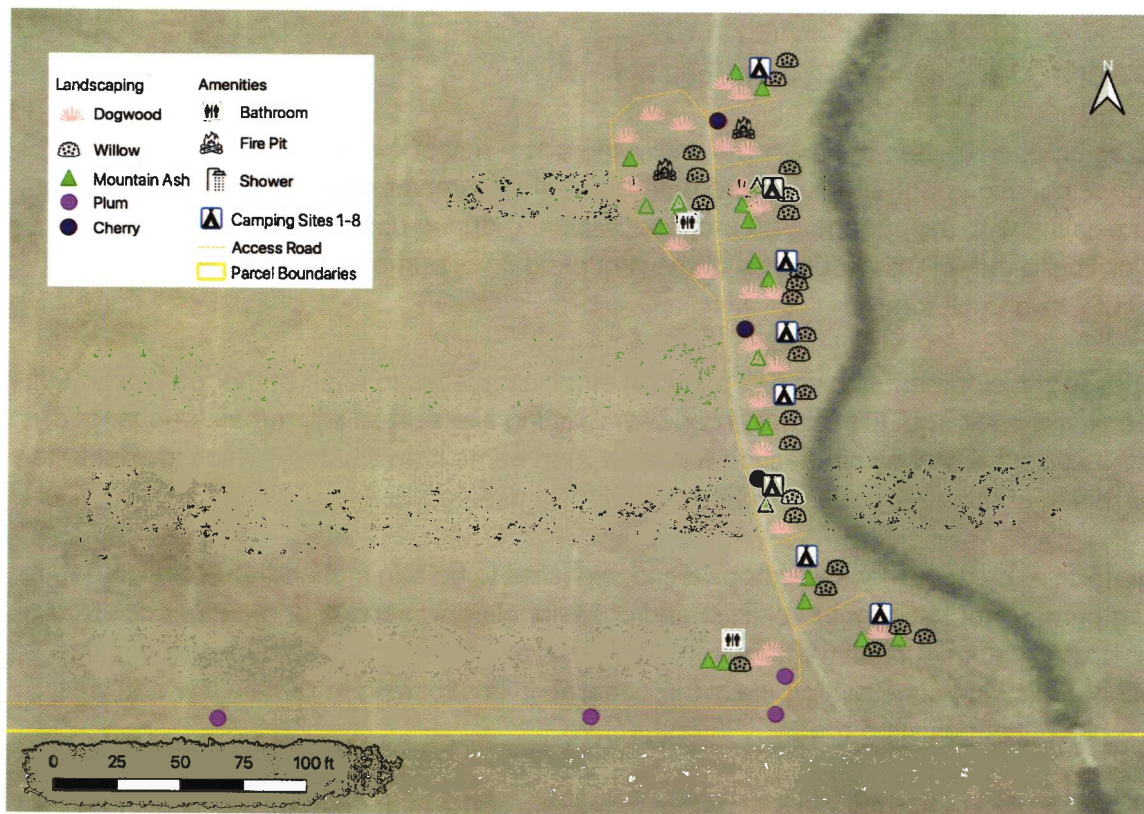 N
Landscaping
Amenities
Dogwood
Bathroom
Willow
Fire Pit
Mountain Ash
Shower
Plum
Camping Sites 1-8
Cherry
Access Road
Parcel Boundaries
0 25 50 75 100 ft